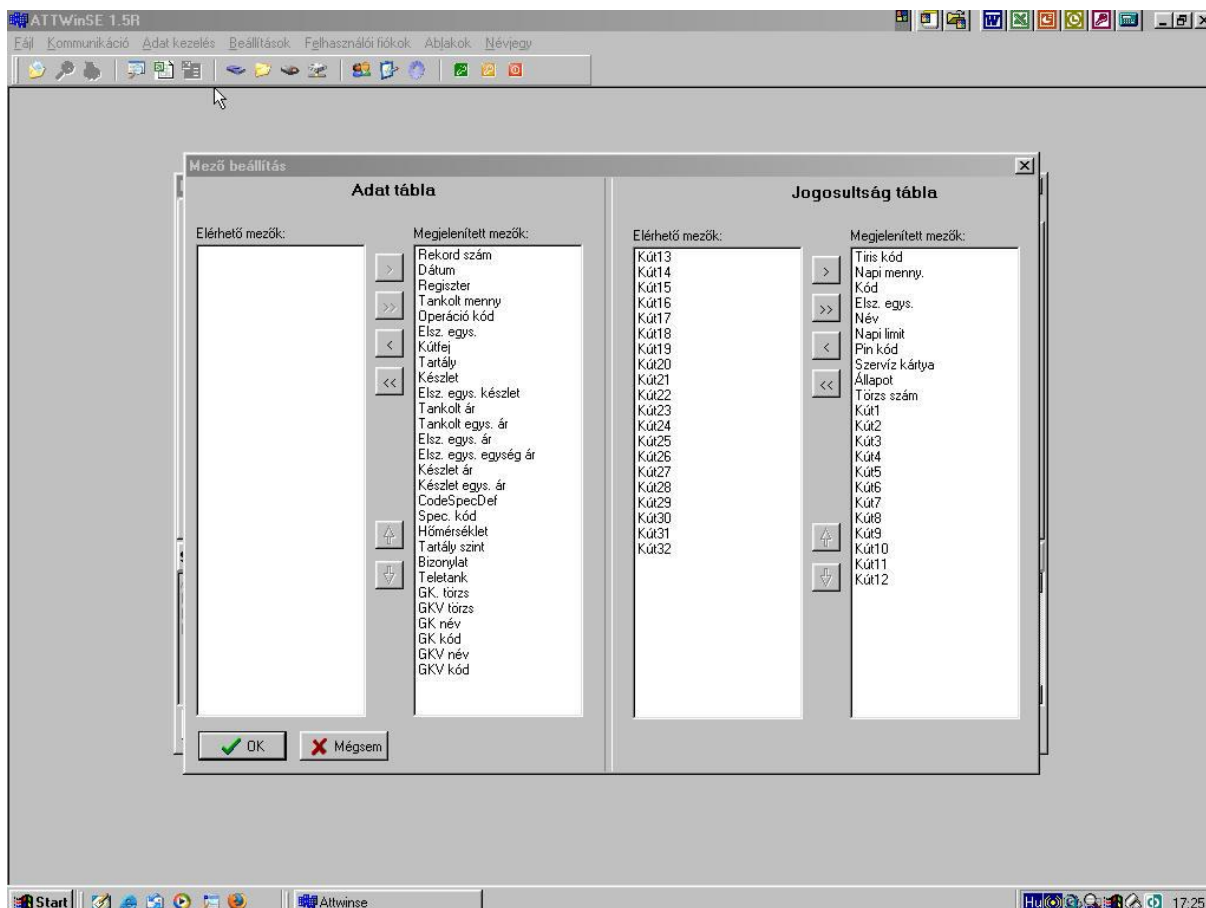 ATTWinSE 1.5R
Fájl Kommunikáció Adat kezelés Beállítások Felhasználói fiókok Ablakok Névjegy
Mező beállítás
Adat tábla
Elérhető mezők:
Megjelenített mezők:
Rekord szám
Dátum
Regiszter
Tankolt menny
Operáció kód
Elsz. egys.
Kútfej
Tartály
Készlet
Elsz. egys. készlet
Tankolt ár
Tankolt egys. ár
Elsz. egys. ár
Elsz. egys. egység ár
Készlet ár
Készlet egys. ár
CodeSpecDef
Spec. kód
Hőmérséklet
Tartály szint
Bizonylat
Teletank
GK. törzs
GKV törzs
GK név
GK kód
GKV név
GKV kód
> 
>>
<
<<
OK
Mégsem
Jogosultság tábla
Elérhető mezők:
Kút13
Kút14
Kút15
Kút16
Kút17
Kút18
Kút19
Kút20
Kút21
Kút22
Kút23
Kút24
Kút25
Kút26
Kút27
Kút28
Kút29
Kút30
Kút31
Kút32
>
>>
<
<<
Megjelenített mezők:
Tiris kód
Napi menny.
Kód
Elsz. egys.
Név
Napi limit
Pin kód
Szervíz kártya
Állapot
Törzs szám
Kút1
Kút2
Kút3
Kút4
Kút5
Kút6
Kút7
Kút8
Kút9
Kút10
Kút11
Kút12
Start
Attwinse
Hu
17:25